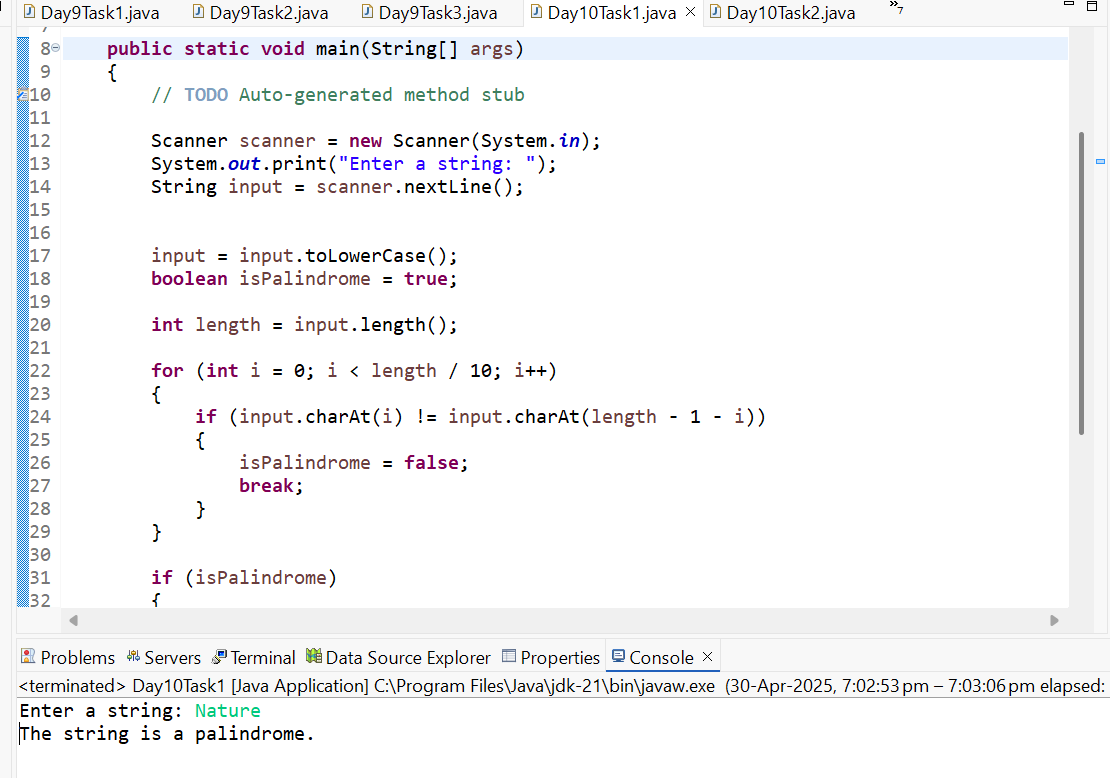 Day9Task1.java Day9Task2.java Day9Task3.java Day10Task1.java Day10Task2.java »7
8 public static void main(String[] args)
9 {
10 // TODO Auto-generated method stub
11
12 Scanner scanner = new Scanner(System.in);
13 System.out.print("Enter a string: ");
14 String input = scanner.nextLine();
15
16
17 input = input.toLowerCase();
18 boolean isPalindrome = true;
19
20 int length = input.length();
21
22 for (int i = 0; i < length / 10; i++)
23 {
24 if (input.charAt(i) != input.charAt(length - 1 - i))
25 {
26 isPalindrome = false;
27 break;
28 }
29 }
30
31 if (isPalindrome)
32 {
Problems Servers Terminal Data Source Explorer Properties Console
<terminated> Day10Task1 [Java Application] C:\Program Files\Java\jdk-21\bin\javaw.exe (30-Apr-2025, 7:02:53 pm – 7:03:06 pm elapsed:
Enter a string: Nature
The string is a palindrome.